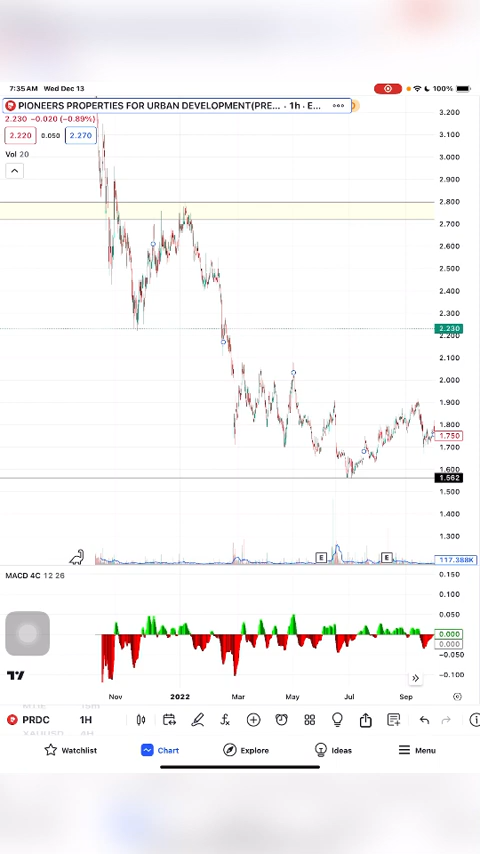 7:35 AM Wed Dec 13 100%
PIONEERS PROPERTIES FOR URBAN DEVELOPMENT(PRE... · 1h · E...
2.230 −0.020 (−0.89%)
2.220 0.050 2.270
Vol 20
3.200
3.100
3.000
2.900
2.800
2.700
2.600
2.500
2.400
2.300
2.230
2.200
2.100
2.000
1.900
1.800
1.750
1.700
1.600
1.562
1.500
1.400
1.300
E E
117.388K
MACD 4C 12 26
0.150
0.100
0.050
0.000
0.000
−0.050
−0.100
Nov 2022 Mar May Jul Sep
PRDC 1H
Watchlist Chart Explore Ideas Menu